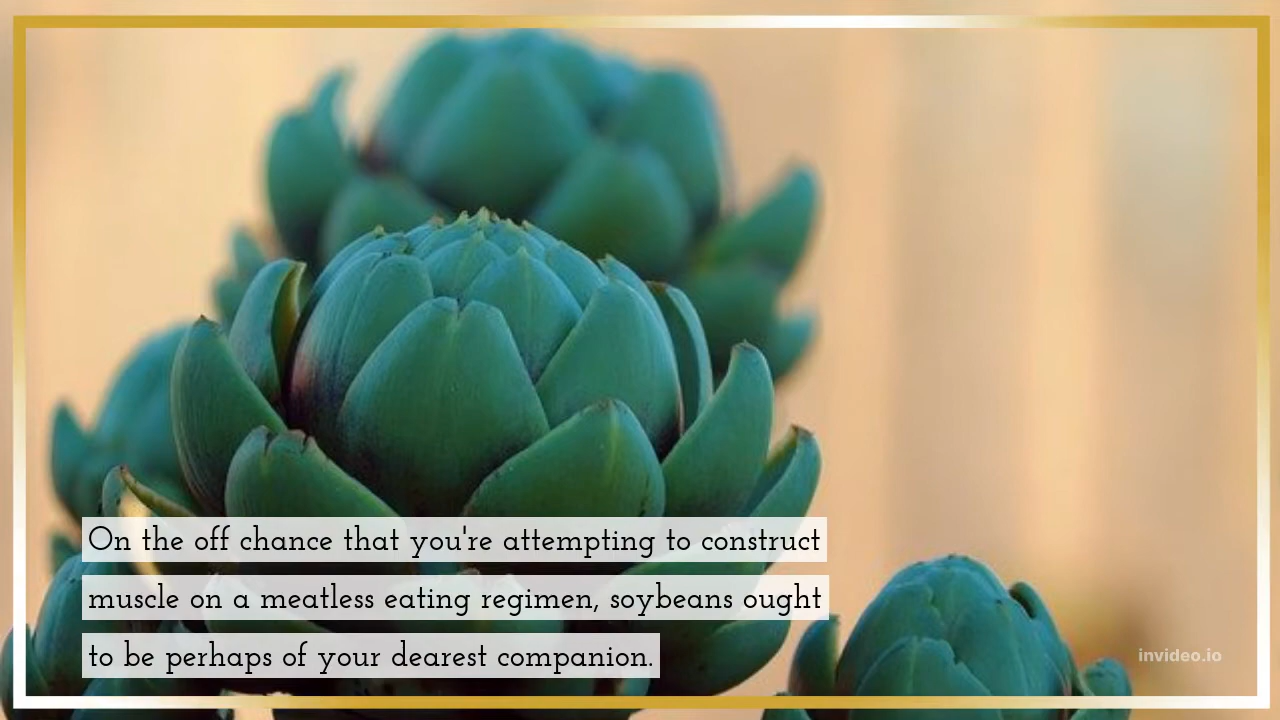 On the off chance that you're attempting to construct
muscle on a meatless eating regimen, soybeans ought
to be perhaps of your dearest companion.
invideo.io